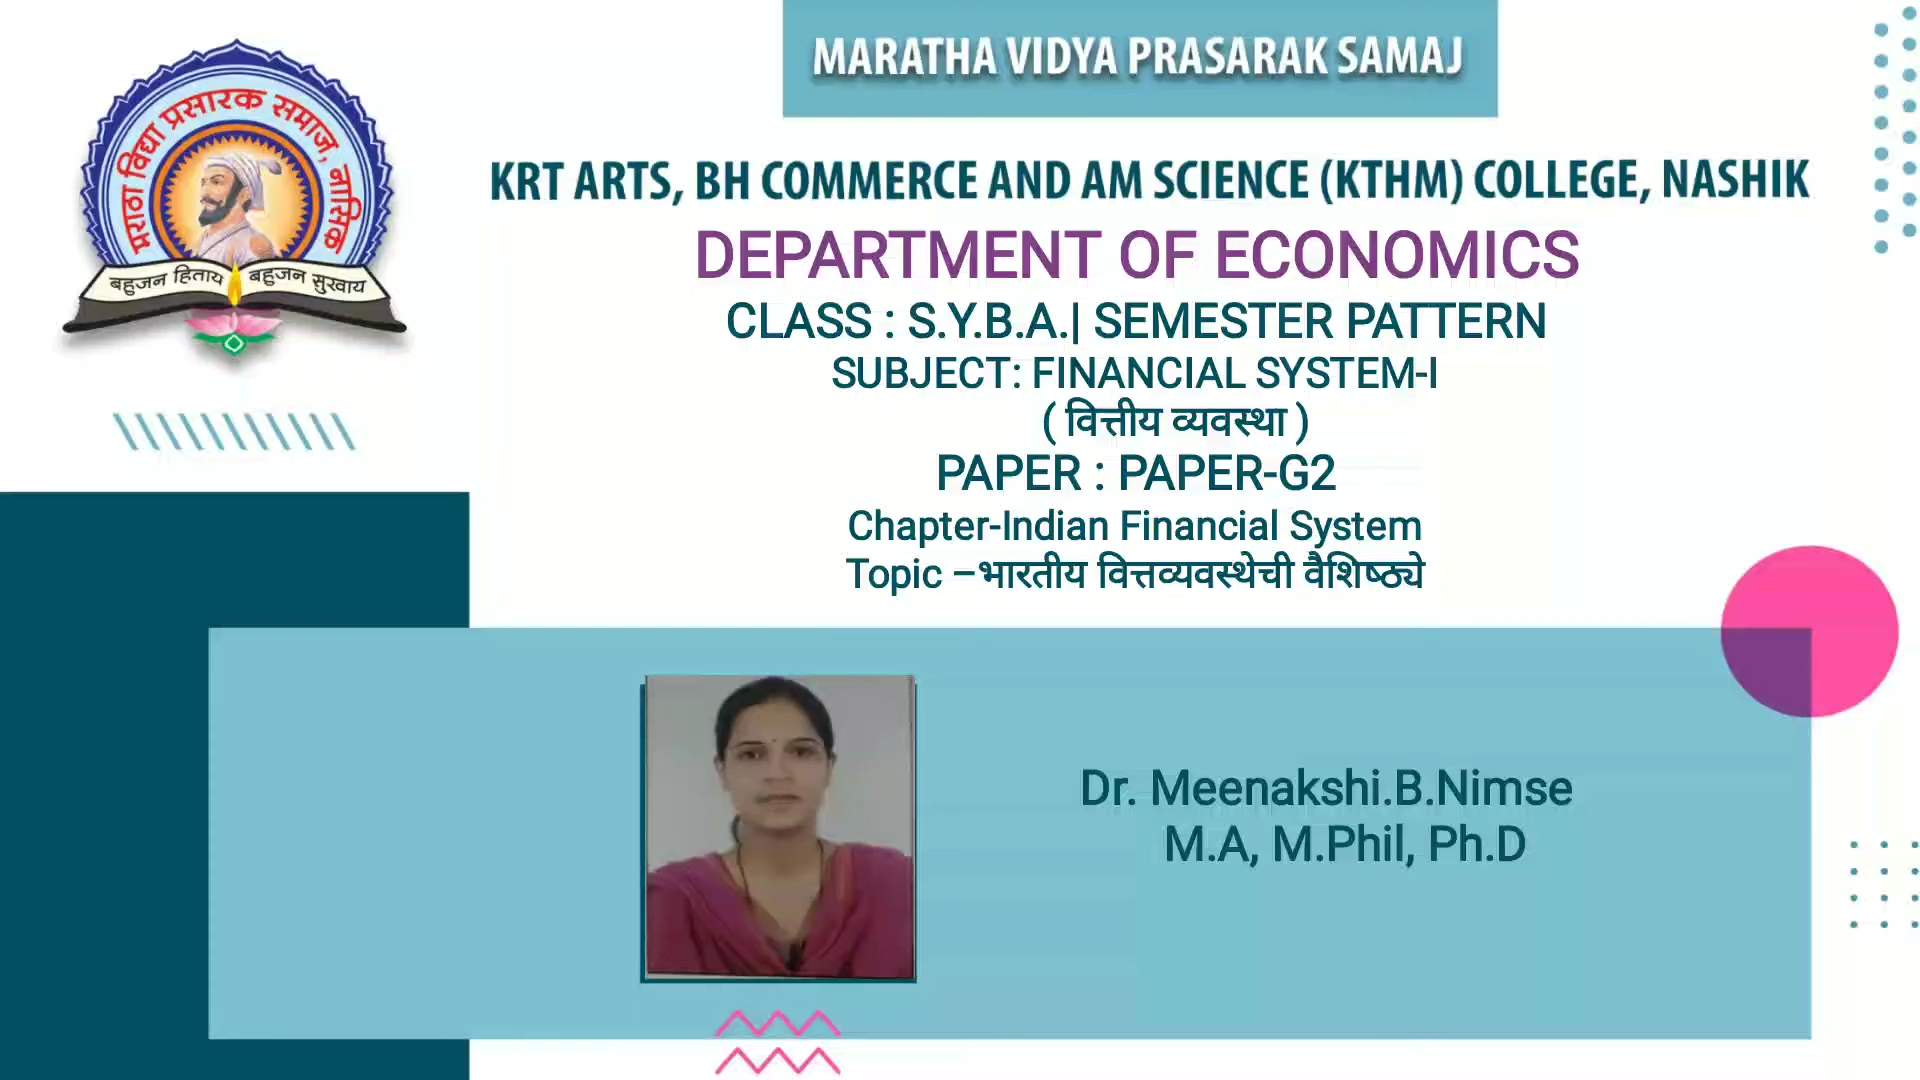 मराठा विद्या प्रसारक समाज, नासिक
बहुजन हिताय बहुजन सुखाय
MARATHA VIDYA PRASARAK SAMAJ
KRT ARTS, BH COMMERCE AND AM SCIENCE (KTHM) COLLEGE, NASHIK
DEPARTMENT OF ECONOMICS
CLASS : S.Y.B.A.| SEMESTER PATTERN
SUBJECT: FINANCIAL SYSTEM-I
( वित्तीय व्यवस्था )
PAPER : PAPER-G2
Chapter-Indian Financial System
Topic –भारतीय वित्तव्यवस्थेची वैशिष्ठ्ये
Dr. Meenakshi.B.Nimse
M.A, M.Phil, Ph.D